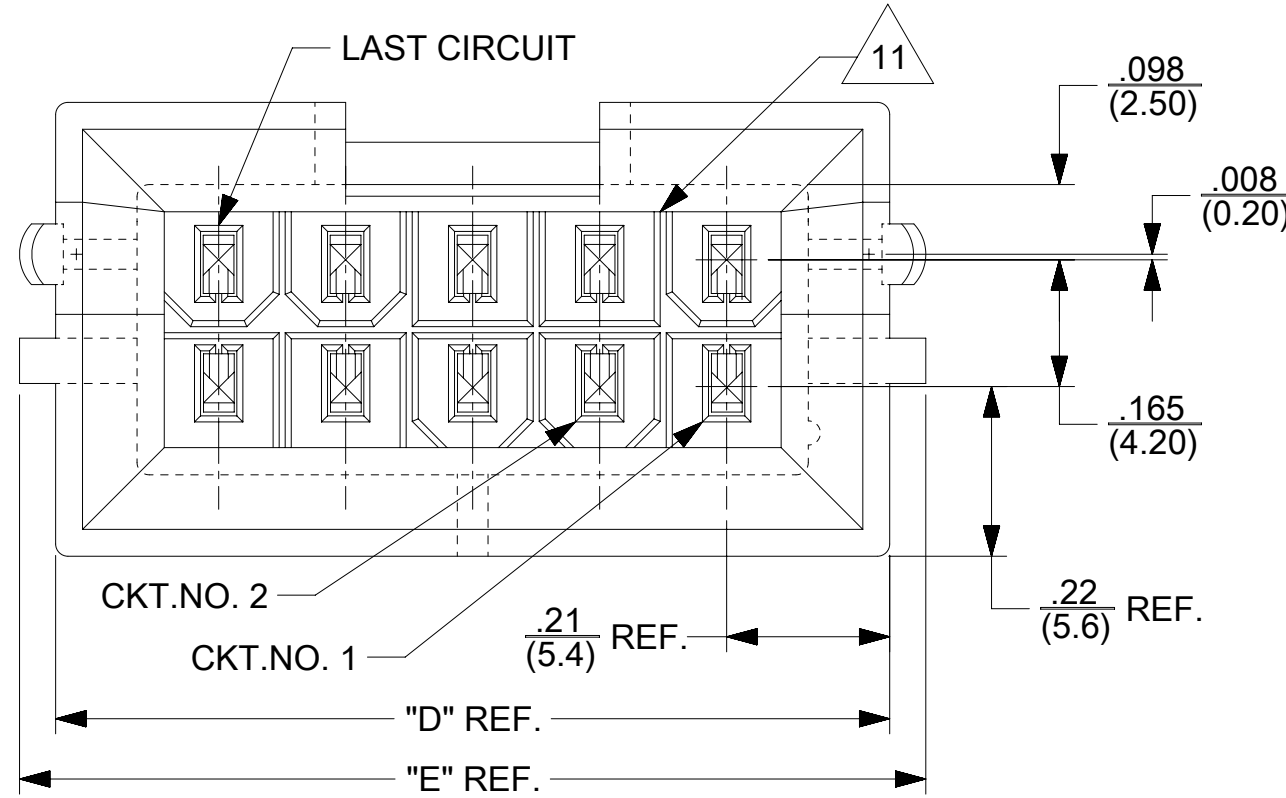 LAST CIRCUIT
11
.098
(2.50)
.008
(0.20)
.165
(4.20)
CKT.NO. 2
CKT.NO. 1
.21
(5.4)
REF.
.22
(5.6)
REF.
"D" REF.
"E" REF.